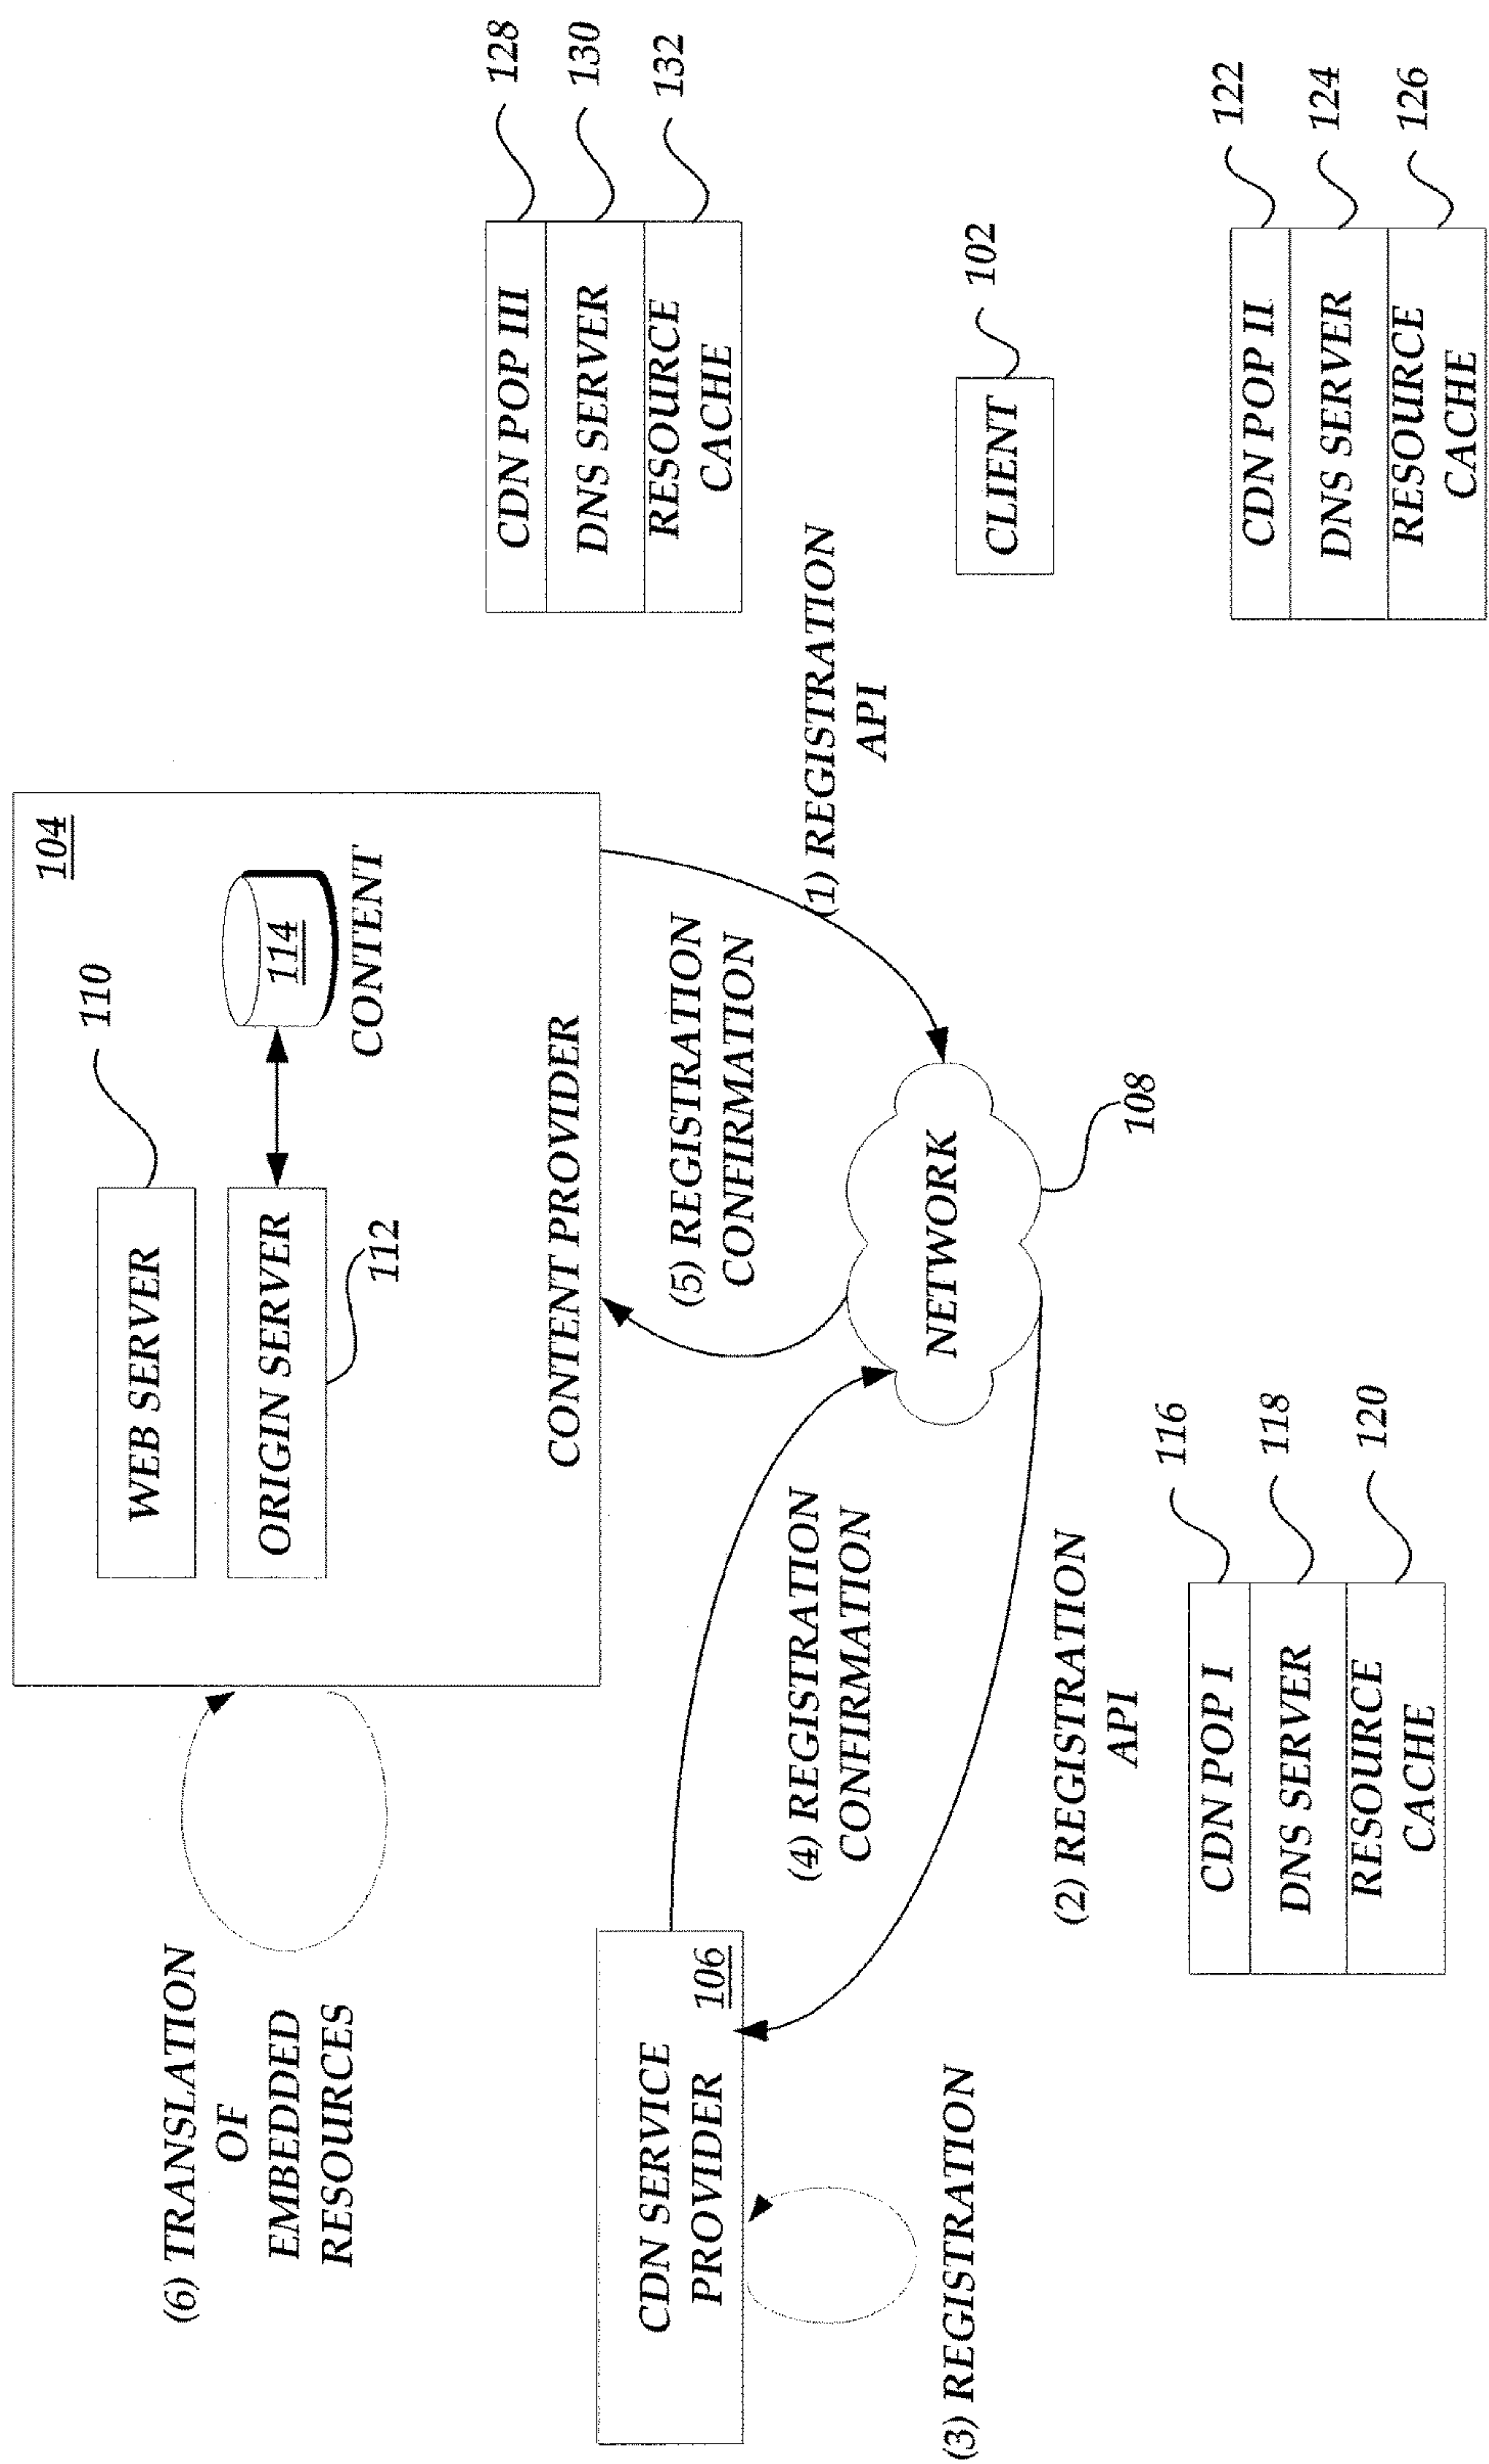 (6) TRANSLATION
OF
EMBEDDED
RESOURCES
104
WEB SERVER
110
ORIGIN SERVER
112
114
CONTENT
CONTENT PROVIDER
CDN SERVICE
PROVIDER
106
(3) REGISTRATION
(4) REGISTRATION
CONFIRMATION
(5) REGISTRATION
CONFIRMATION
(1) REGISTRATION
API
(2) REGISTRATION
API
NETWORK
108
CDN POP III
128
DNS SERVER
130
RESOURCE
CACHE
132
CLIENT
102
CDN POP I
116
DNS SERVER
118
RESOURCE
CACHE
120
CDN POP II
122
DNS SERVER
124
RESOURCE
CACHE
126